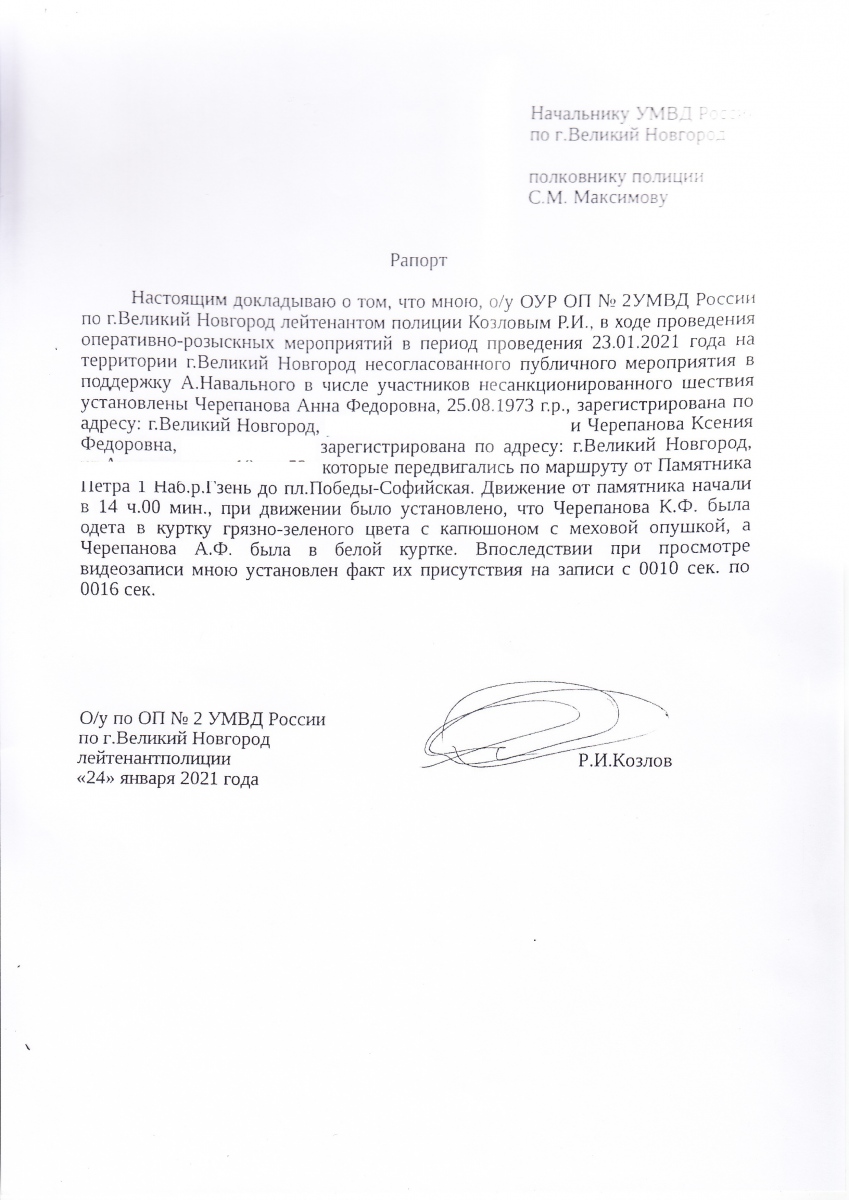 Начальнику УМВД России
по г.Великий Новгород
полковнику полиции
С.М. Максимову
Рапорт
Настоящим докладываю о том, что мною, о/у ОУР ОП № 2УМВД России
по г.Великий Новгород лейтенантом полиции Козловым Р.И., в ходе проведения
оперативно-розыскных мероприятий в период проведения 23.01.2021 года на
территории г.Великий Новгород несогласованного публичного мероприятия в
поддержку А.Навального в числе участников несанкционированного шествия
установлены Черепанова Анна Федоровна, 25.08.1973 г.р., зарегистрирована по
адресу: г.Великий Новгород, и Черепанова Ксения
Федоровна, зарегистрирована по адресу: г.Великий Новгород,
которые передвигались по маршруту от Памятника
Петра 1 Наб.р.Гзень до пл.Победы-Софийская. Движение от памятника начали
в 14 ч.00 мин., при движении было установлено, что Черепанова К.Ф. была
одета в куртку грязно-зеленого цвета с капюшоном с меховой опушкой, а
Черепанова А.Ф. была в белой куртке. Впоследствии при просмотре
видеозаписи мною установлен факт их присутствия на записи с 0010 сек. по
0016 сек.
О/у по ОП № 2 УМВД России
по г.Великий Новгород
лейтенантполиции
Р.И.Козлов
«24» января 2021 года